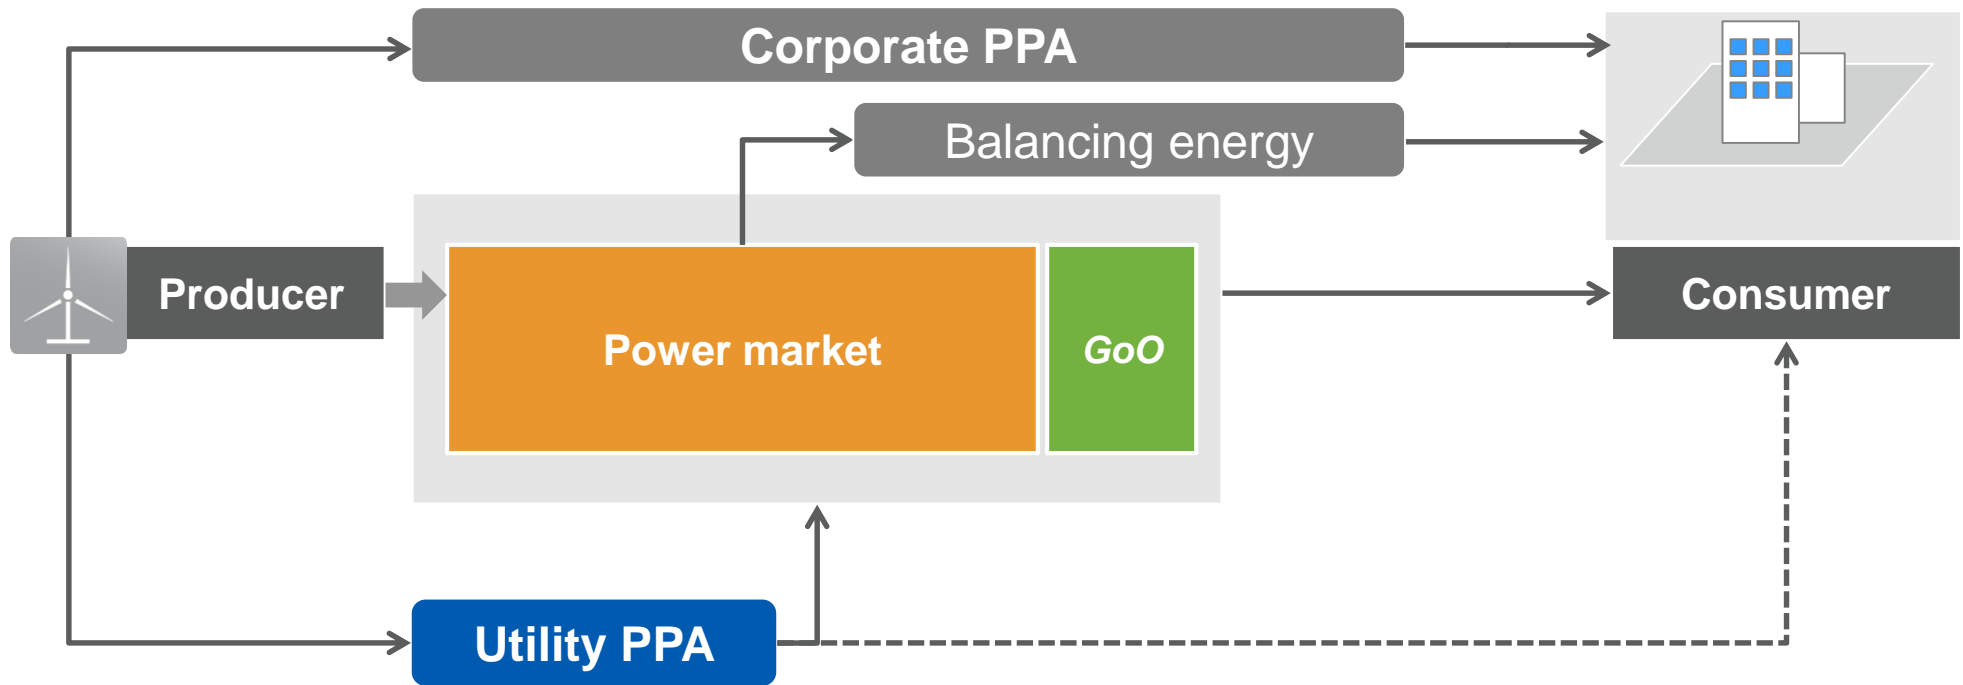 Corporate PPA
Balancing energy
Producer
Power market
GoO
Consumer
Utility PPA